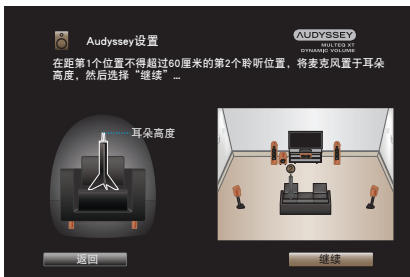 Audyssey设置
AUDYSSEY
MULTEQ XT
DYNAMIC VOLUME
在距第1个位置不得超过60厘米的第2个聆听位置，将麦克风置于耳朵
高度，然后选择“继续”…
耳朵高度
返回
继续